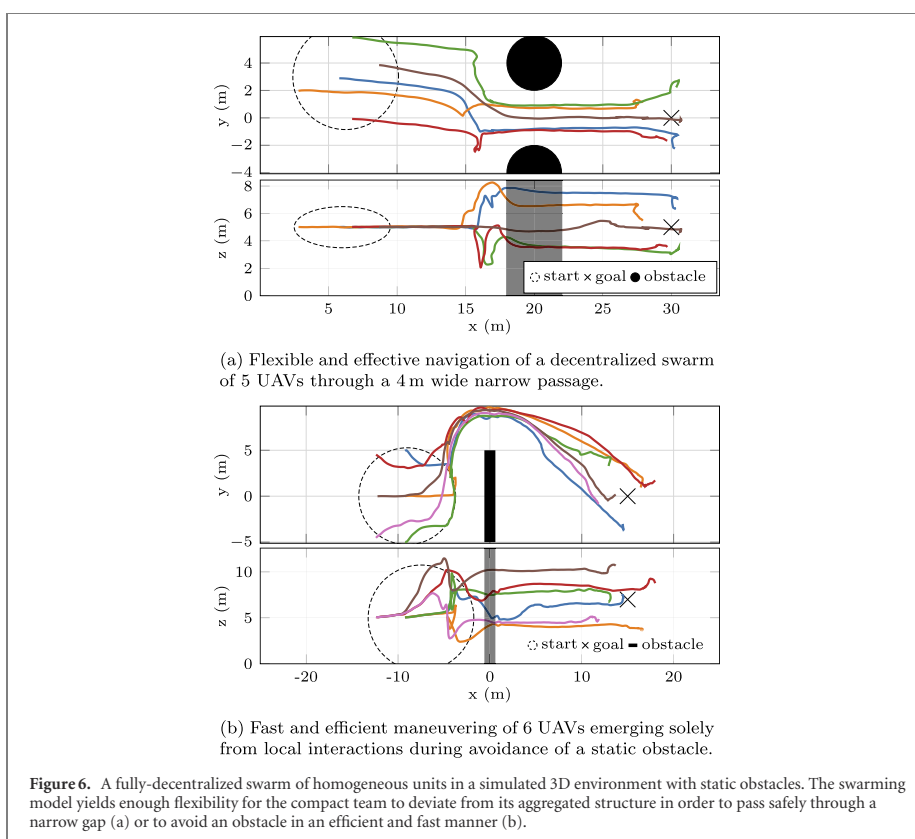 4
2
0
−2
−4
y (m)
8
6
4
2
0
z (m)
start × goal obstacle
5 10 15 20 25 30
x (m)
(a) Flexible and effective navigation of a decentralized swarm
of 5 UAVs through a 4 m wide narrow passage.
5
0
−5
y (m)
10
5
0
z (m)
start × goal obstacle
-20 -10 0 10 20
x (m)
(b) Fast and efficient maneuvering of 6 UAVs emerging solely
from local interactions during avoidance of a static obstacle.
Figure 6. A fully-decentralized swarm of homogeneous units in a simulated 3D environment with static obstacles. The swarming
model yields enough flexibility for the compact team to deviate from its aggregated structure in order to pass safely through a
narrow gap (a) or to avoid an obstacle in an efficient and fast manner (b).